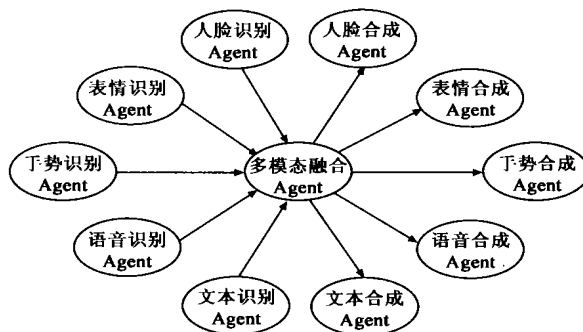 人脸识别
Agent
人脸合成
Agent
表情识别
Agent
表情合成
Agent
手势识别
Agent
多模态融合
Agent
手势合成
Agent
语音识别
Agent
语音合成
Agent
文本识别
Agent
文本合成
Agent